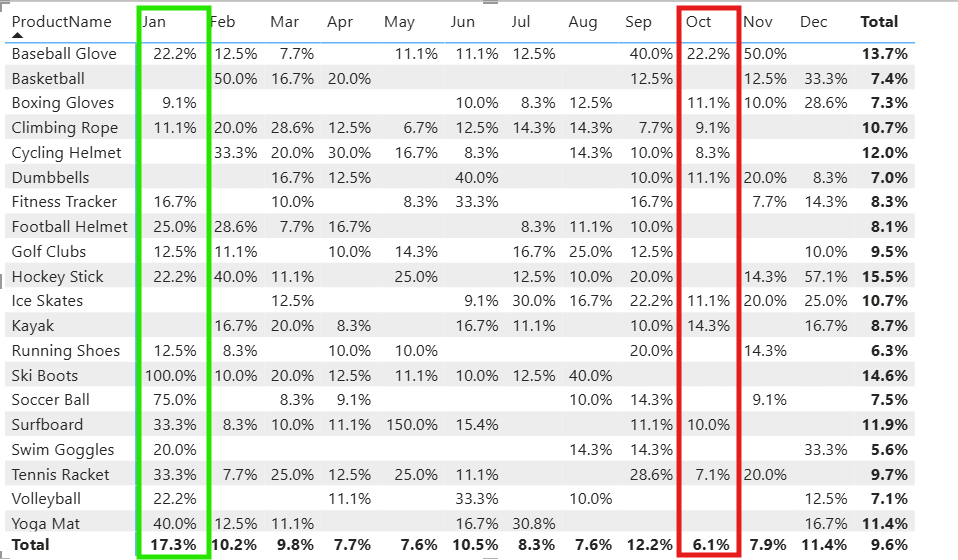 ProductName Jan Feb Mar Apr May Jun Jul Aug Sep Oct Nov Dec Total
Baseball Glove 22.2% 12.5% 7.7% 11.1% 11.1% 12.5% 40.0% 22.2% 50.0% 13.7%
Basketball 50.0% 16.7% 20.0% 12.5% 12.5% 33.3% 7.4%
Boxing Gloves 9.1% 10.0% 8.3% 12.5% 11.1% 10.0% 28.6% 7.3%
Climbing Rope 11.1% 20.0% 28.6% 12.5% 6.7% 12.5% 14.3% 14.3% 7.7% 9.1% 10.7%
Cycling Helmet 33.3% 20.0% 30.0% 16.7% 8.3% 14.3% 10.0% 8.3% 12.0%
Dumbbells 16.7% 12.5% 40.0% 10.0% 11.1% 20.0% 8.3% 7.0%
Fitness Tracker 16.7% 10.0% 8.3% 33.3% 16.7% 7.7% 14.3% 8.3%
Football Helmet 25.0% 28.6% 7.7% 16.7% 8.3% 11.1% 10.0% 8.1%
Golf Clubs 12.5% 11.1% 10.0% 14.3% 16.7% 25.0% 12.5% 10.0% 9.5%
Hockey Stick 22.2% 40.0% 11.1% 25.0% 12.5% 10.0% 20.0% 14.3% 57.1% 15.5%
Ice Skates 12.5% 9.1% 30.0% 16.7% 22.2% 11.1% 20.0% 25.0% 10.7%
Kayak 16.7% 20.0% 8.3% 16.7% 11.1% 10.0% 14.3% 16.7% 8.7%
Running Shoes 12.5% 8.3% 10.0% 10.0% 20.0% 14.3% 6.3%
Ski Boots 100.0% 10.0% 20.0% 12.5% 11.1% 10.0% 12.5% 40.0% 14.6%
Soccer Ball 75.0% 8.3% 9.1% 10.0% 14.3% 9.1% 7.5%
Surfboard 33.3% 8.3% 10.0% 11.1% 150.0% 15.4% 11.1% 10.0% 11.9%
Swim Goggles 20.0% 14.3% 14.3% 33.3% 5.6%
Tennis Racket 33.3% 7.7% 25.0% 12.5% 25.0% 11.1% 28.6% 7.1% 20.0% 9.7%
Volleyball 22.2% 11.1% 33.3% 10.0% 12.5% 7.1%
Yoga Mat 40.0% 12.5% 11.1% 16.7% 30.8% 16.7% 11.4%
Total 17.3% 10.2% 9.8% 7.7% 7.6% 10.5% 8.3% 7.6% 12.2% 6.1% 7.9% 11.4% 9.6%